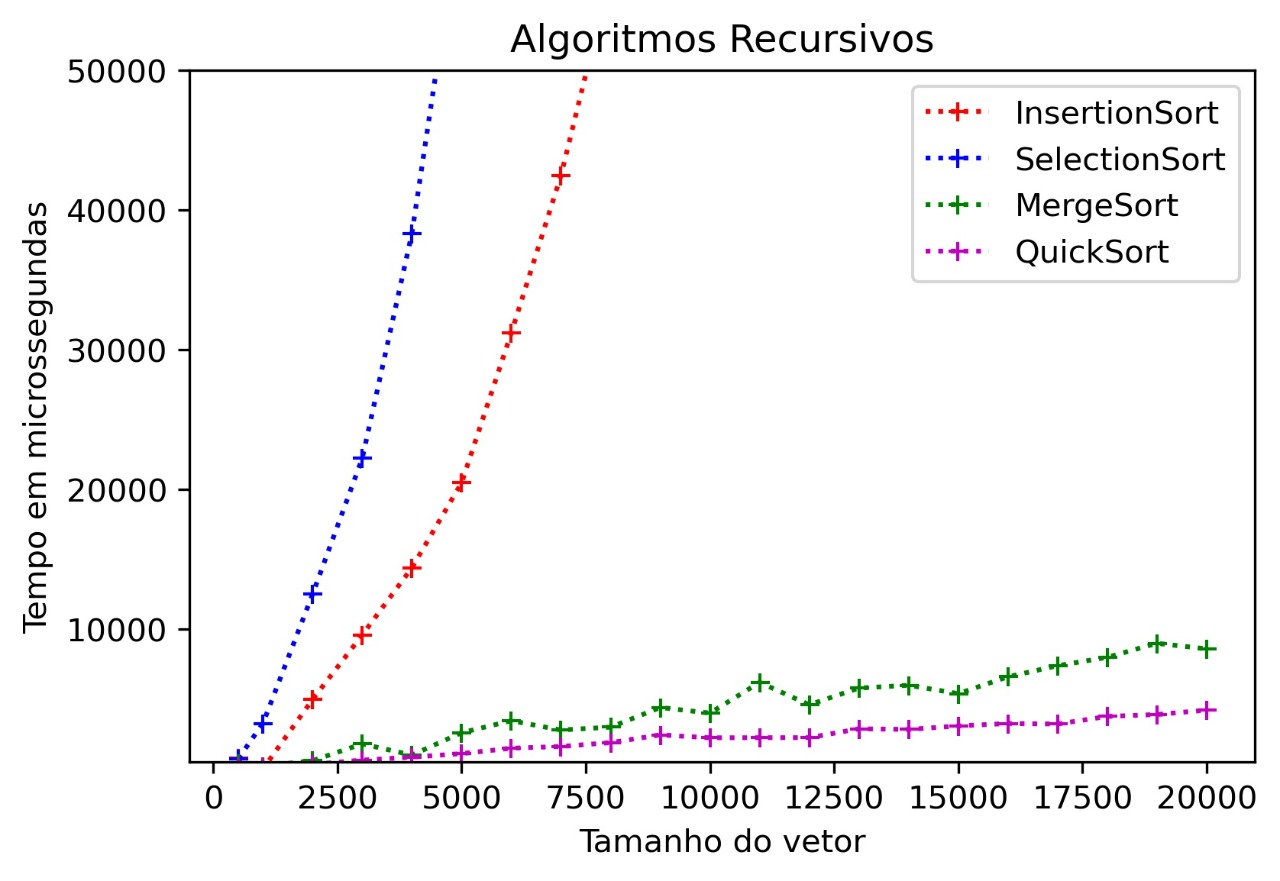 Algoritmos Recursivos
50000
40000
30000
20000
10000
Tempo em microssegundas
InsertionSort
SelectionSort
MergeSort
QuickSort
0 2500 5000 7500 10000 12500 15000 17500 20000
Tamanho do vetor